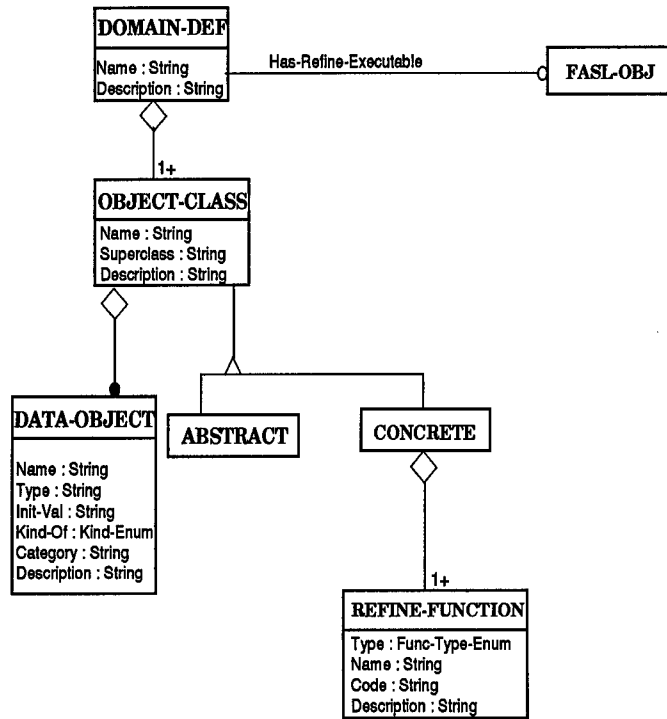 DOMAIN-DEF
Name : String
Description : String
Has-Refine-Executable
FASL-OBJ
1+
OBJECT-CLASS
Name : String
Superclass : String
Description : String
DATA-OBJECT
Name : String
Type : String
Init-Val : String
Kind-Of : Kind-Enum
Category : String
Description : String
ABSTRACT
CONCRETE
1+
REFINE-FUNCTION
Type : Func-Type-Enum
Name : String
Code : String
Description : String